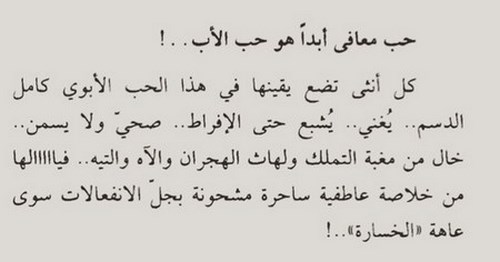 حب معافى أبداً هو حب الأب..!
كل أنثى تضع يقينها في هذا الحب الأبوي كامل
الدسم.. يُغني.. يُشبع حتى الإفراط.. صحيّ ولا يسمن..
خال من مغبة التملك ولهاث الهجران والآه والتيه.. فيااااالها
من خلاصة عاطفية ساحرة مشحونة بجلّ الانفعالات سوى
عاهة «الخسارة»..!